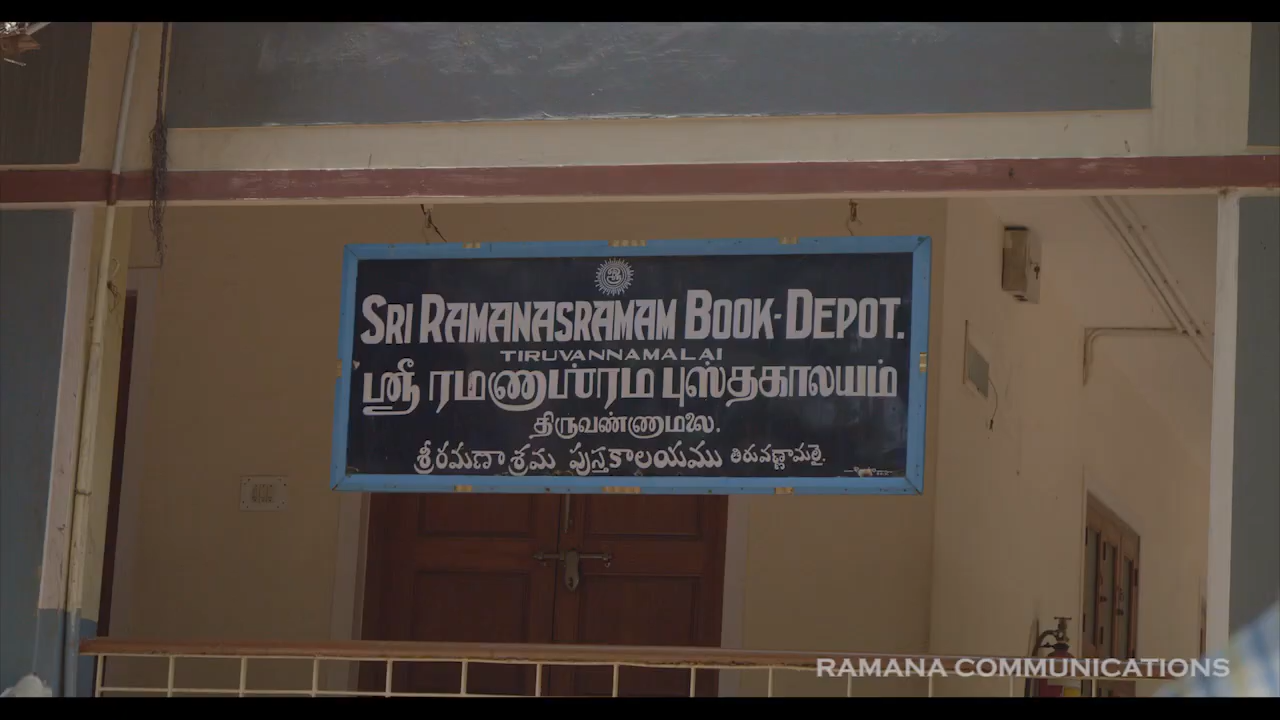 SRI RAMANASRAMAM BOOK-DEPOT.
TIRUVANNAMALAI
ஸ்ரீ ரமணாஸ்ரம புஸ்தகாலயம்
திருவண்ணாமலை.
శ్రీరమణాశ్రమ పుస్తకాలయము తిరువణ్ణామలై.
RAMANA COMMUNICATIONS